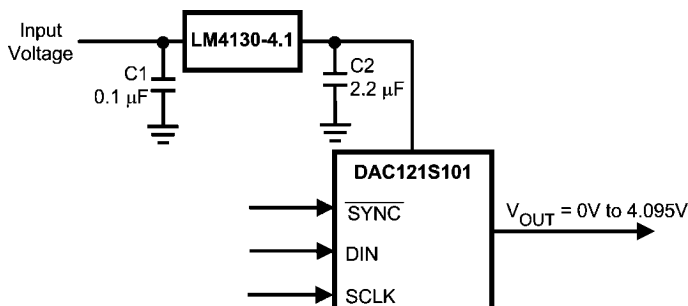 Input
Voltage
LM4130-4.1
C1
0.1 μF
C2
2.2 μF
DAC121S101
SYNC
DIN
SCLK
VOUT = 0V to 4.095V